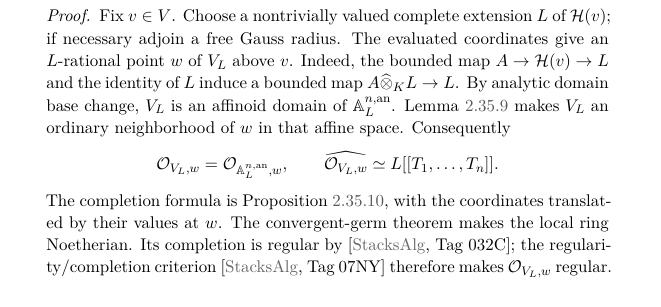 Proof. Fix v ∈ V. Choose a nontrivially valued complete extension L of ℋ(v);
if necessary adjoin a free Gauss radius. The evaluated coordinates give an
L-rational point w of V_L above v. Indeed, the bounded map A → ℋ(v) → L
and the identity of L induce a bounded map A⊗̂_K L → L. By analytic domain
base change, V_L is an affinoid domain of 𝔸_L^{n,an}. Lemma 2.35.9 makes V_L an
ordinary neighborhood of w in that affine space. Consequently
𝒪_{V_L,w} = 𝒪_{𝔸_L^{n,an},w},   \widehat{𝒪_{V_L,w}} ≃ L[[T_1, …, T_n]].
The completion formula is Proposition 2.35.10, with the coordinates translat-
ed by their values at w. The convergent-germ theorem makes the local ring
Noetherian. Its completion is regular by [StacksAlg, Tag 032C]; the regulari-
ty/completion criterion [StacksAlg, Tag 07NY] therefore makes 𝒪_{V_L,w} regular.